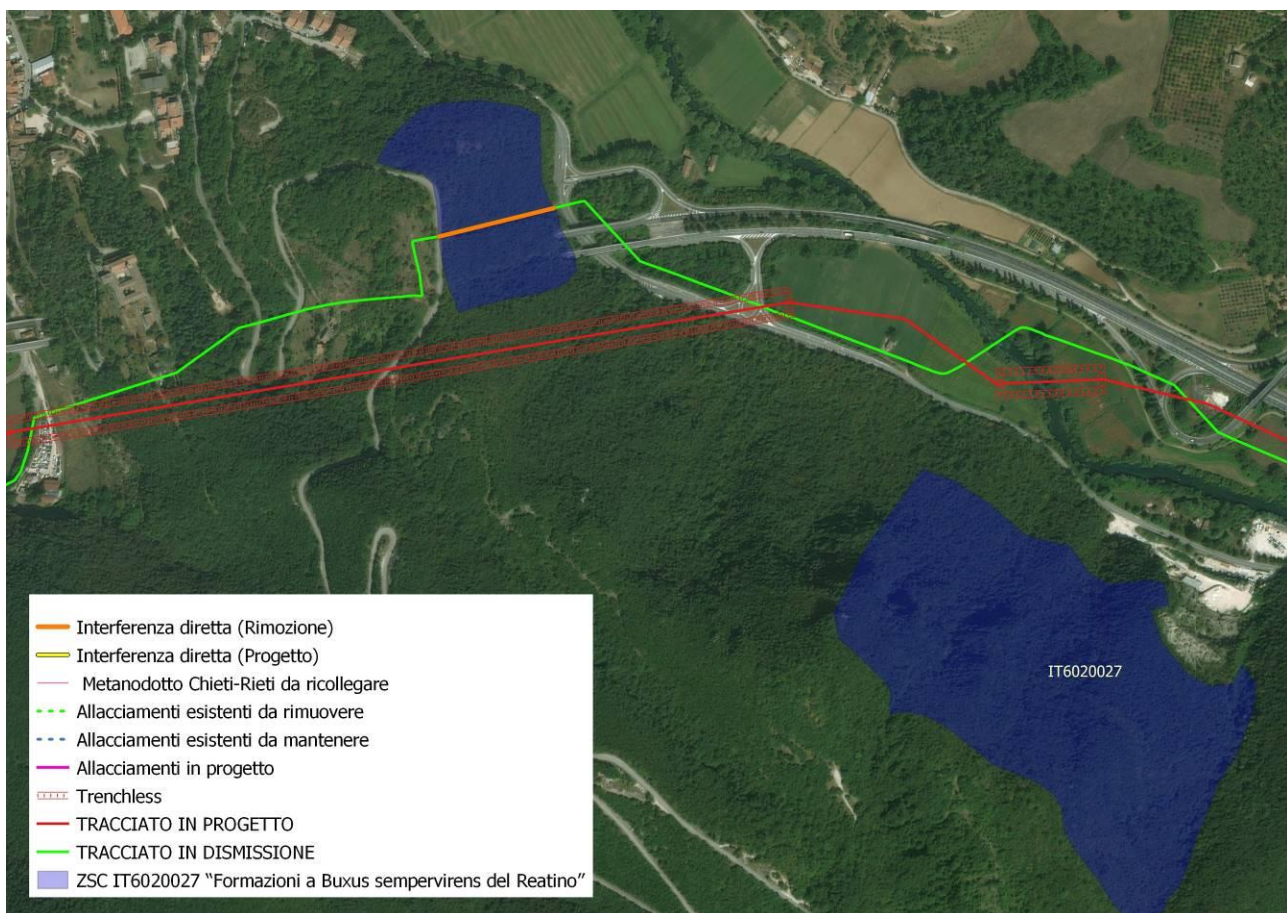 IT6020027
Interferenza diretta (Rimozione)
Interferenza diretta (Progetto)
Metanodotto Chieti-Rieti da ricollegare
Allacciamenti esistenti da rimuovere
Allacciamenti esistenti da mantenere
Allacciamenti in progetto
Trenchless
TRACCIATO IN PROGETTO
TRACCIATO IN DISMISSIONE
ZSC IT6020027 “Formazioni a Buxus sempervirens del Reatino”